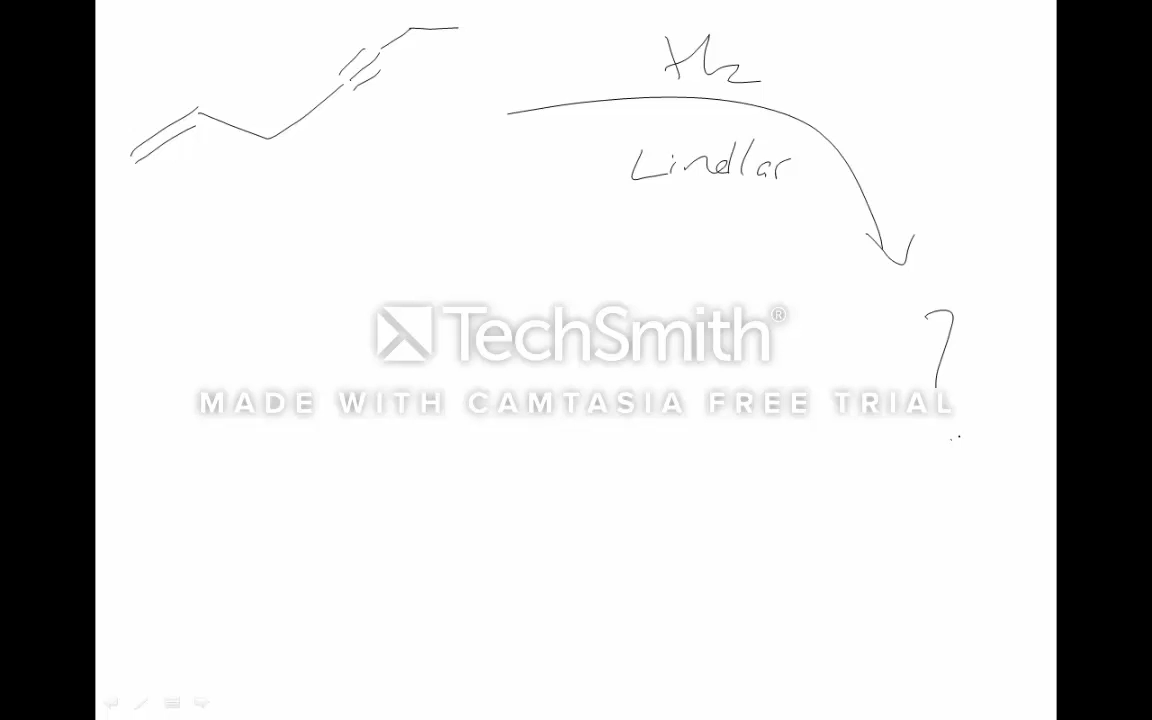 H2
Lindlar
?
TechSmith®
MADE WITH CAMTASIA FREE TRIAL